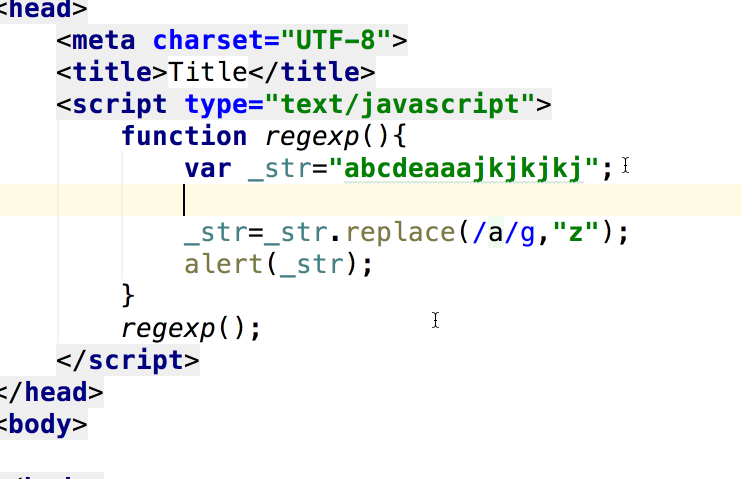 <head>
<meta charset="UTF-8">
<title>Title</title>
<script type="text/javascript">
function regexp(){
var _str="abcdeaaajkjkjkj";
_str=_str.replace(/a/g,"z");
alert(_str);
}
regexp();
</script>
</head>
<body>